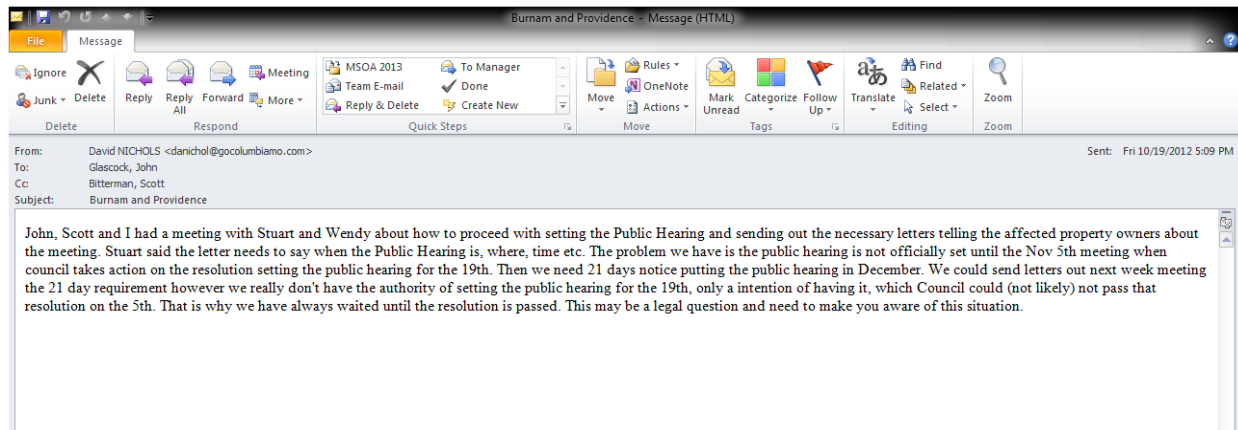 Burnam and Providence - Message (HTML)
File Message
Ignore
Junk
Delete
Reply
Reply All
Forward
Meeting
More
MSOA 2013
Team E-mail
Reply & Delete
To Manager
Done
Create New
Move
Rules
OneNote
Actions
Mark Unread
Categorize
Follow Up
Translate
Find
Related
Select
Zoom
Delete Respond Quick Steps Move Tags Editing Zoom
From: David NICHOLS <danichol@gocolumbiamo.com> Sent: Fri 10/19/2012 5:09 PM
To: Glascock, John
Cc: Bitterman, Scott
Subject: Burnam and Providence
John, Scott and I had a meeting with Stuart and Wendy about how to proceed with setting the Public Hearing and sending out the necessary letters telling the affected property owners about
the meeting. Stuart said the letter needs to say when the Public Hearing is, where, time etc. The problem we have is the public hearing is not officially set until the Nov 5th meeting when
council takes action on the resolution setting the public hearing for the 19th. Then we need 21 days notice putting the public hearing in December. We could send letters out next week meeting
the 21 day requirement however we really don't have the authority of setting the public hearing for the 19th, only a intention of having it, which Council could (not likely) not pass that
resolution on the 5th. That is why we have always waited until the resolution is passed. This may be a legal question and need to make you aware of this situation.